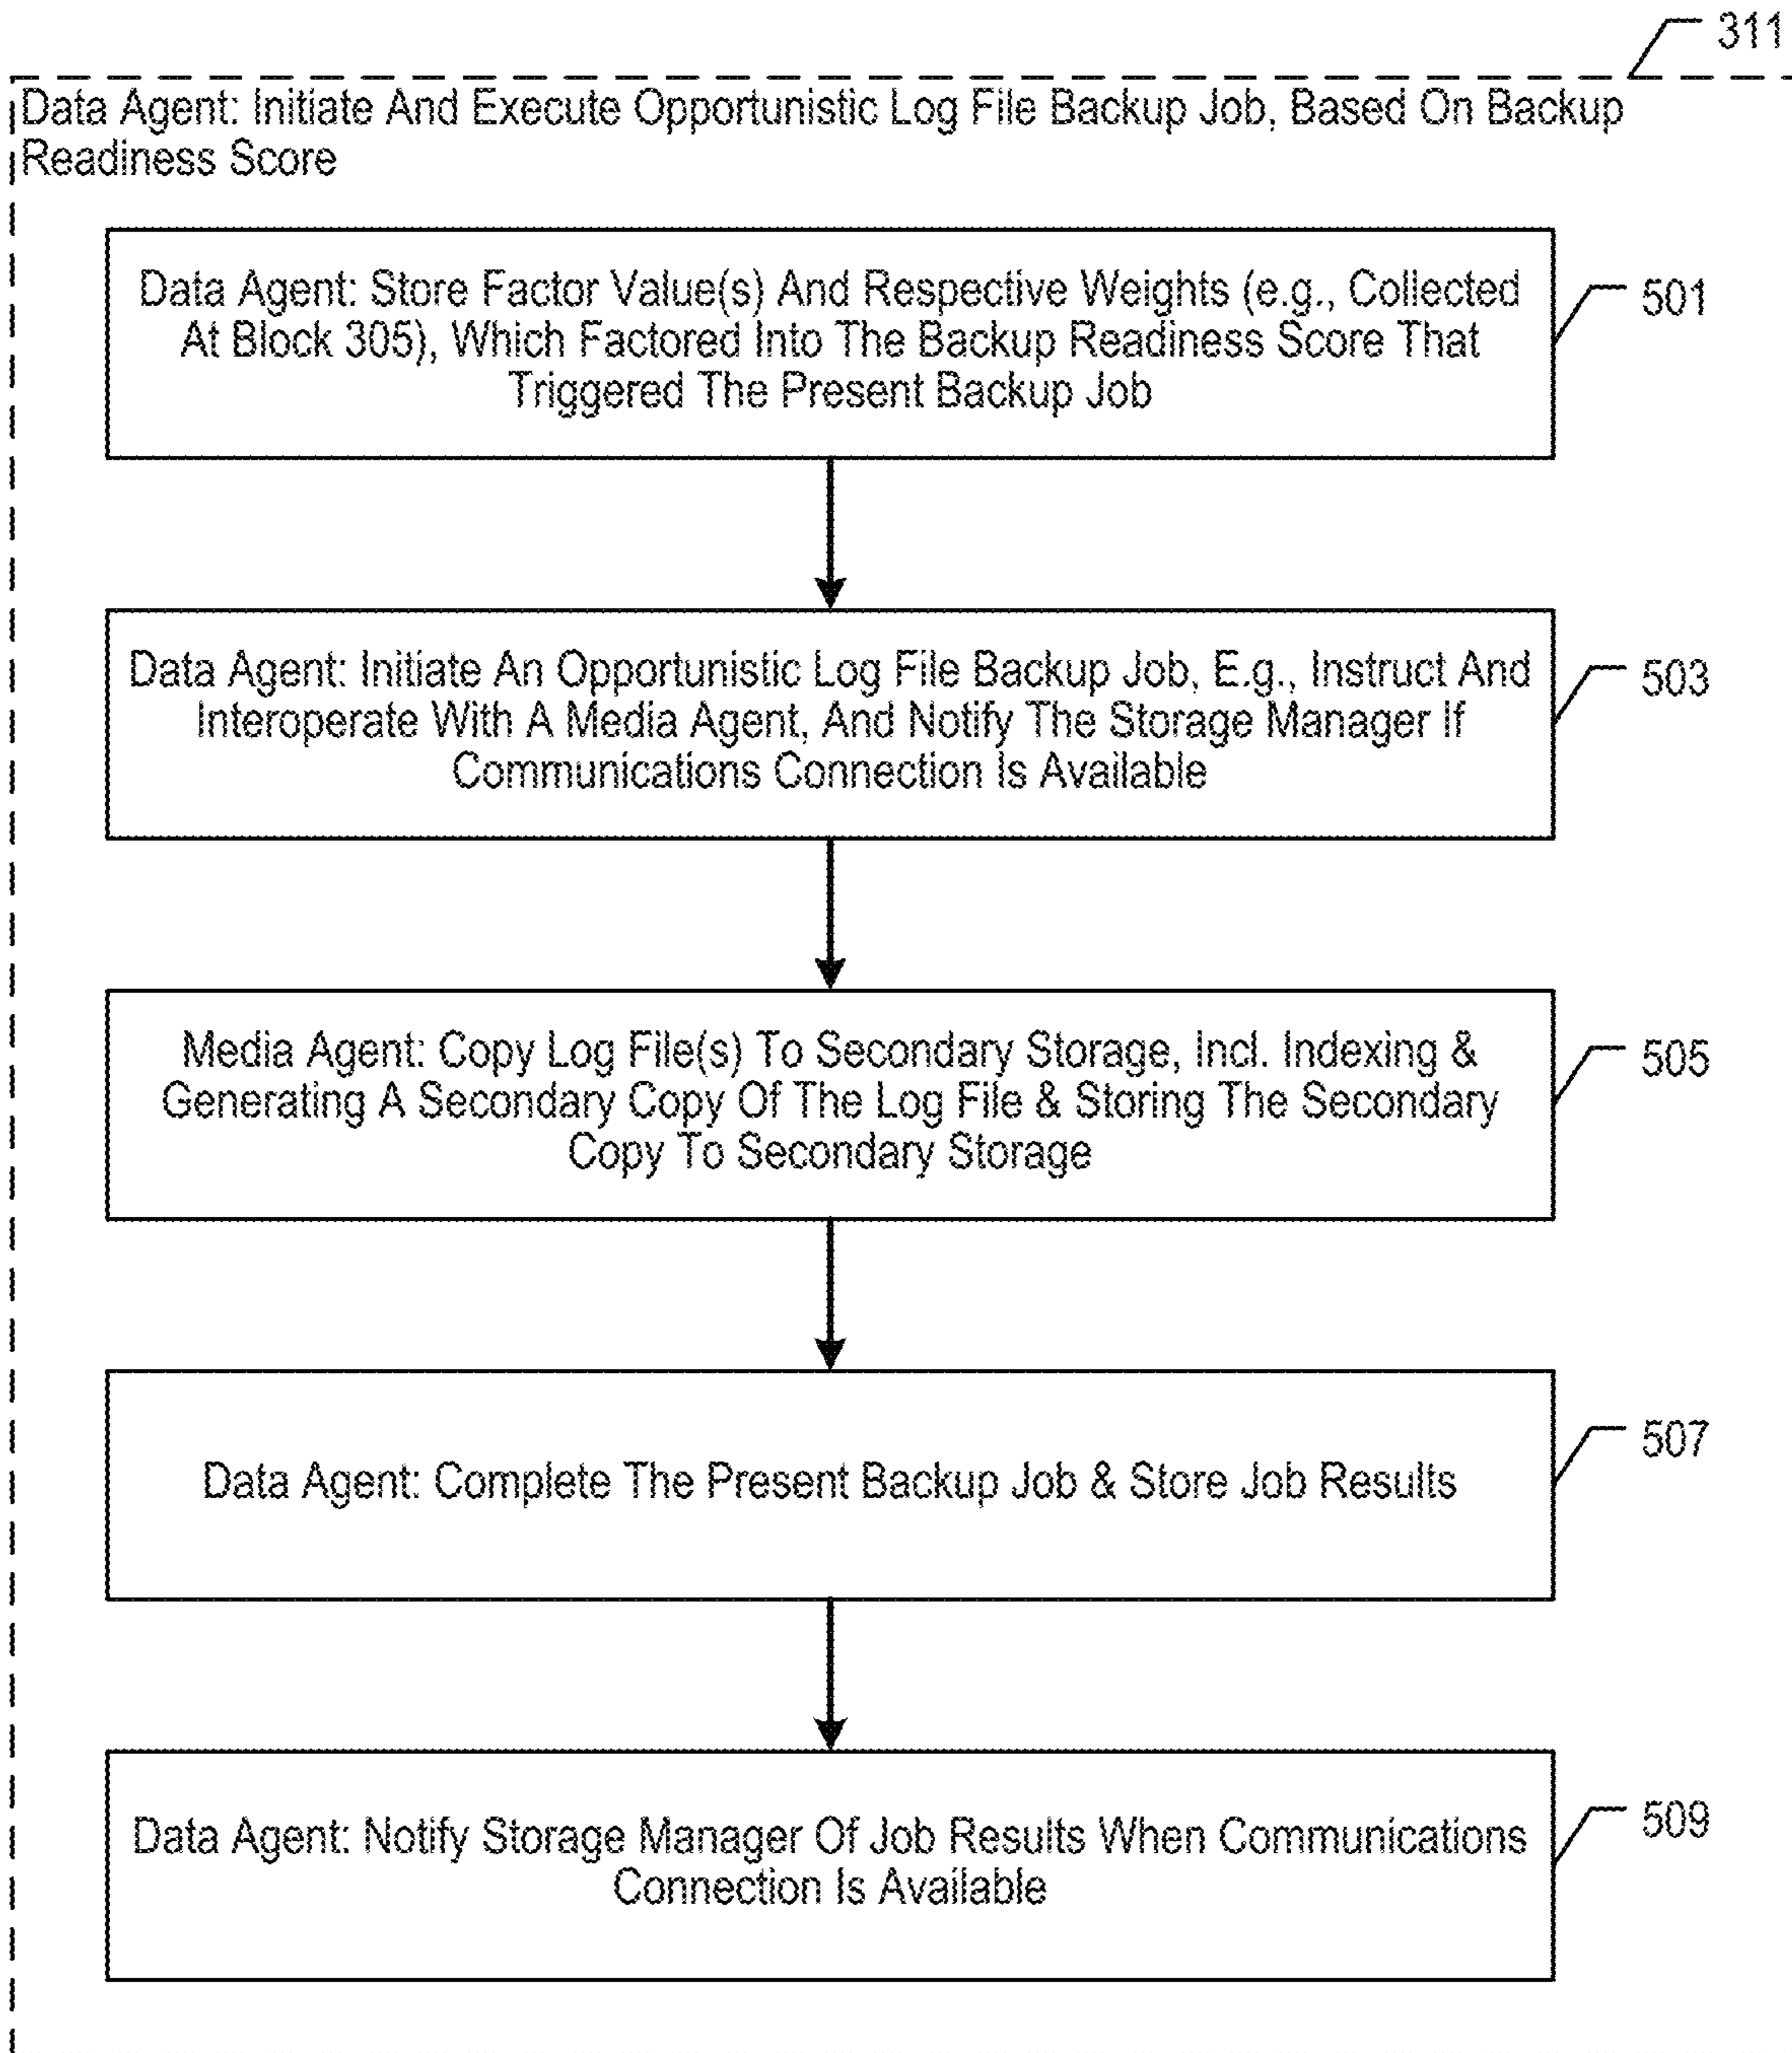 311
Data Agent: Initiate And Execute Opportunistic Log File Backup Job, Based On Backup
Readiness Score
Data Agent: Store Factor Value(s) And Respective Weights (e.g., Collected
At Block 305), Which Factored Into The Backup Readiness Score That
Triggered The Present Backup Job
501
Data Agent: Initiate An Opportunistic Log File Backup Job, E.g., Instruct And
Interoperate With A Media Agent, And Notify The Storage Manager If
Communications Connection Is Available
503
Media Agent: Copy Log File(s) To Secondary Storage, Incl. Indexing &
Generating A Secondary Copy Of The Log File & Storing The Secondary
Copy To Secondary Storage
505
Data Agent: Complete The Present Backup Job & Store Job Results
507
Data Agent: Notify Storage Manager Of Job Results When Communications
Connection Is Available
509